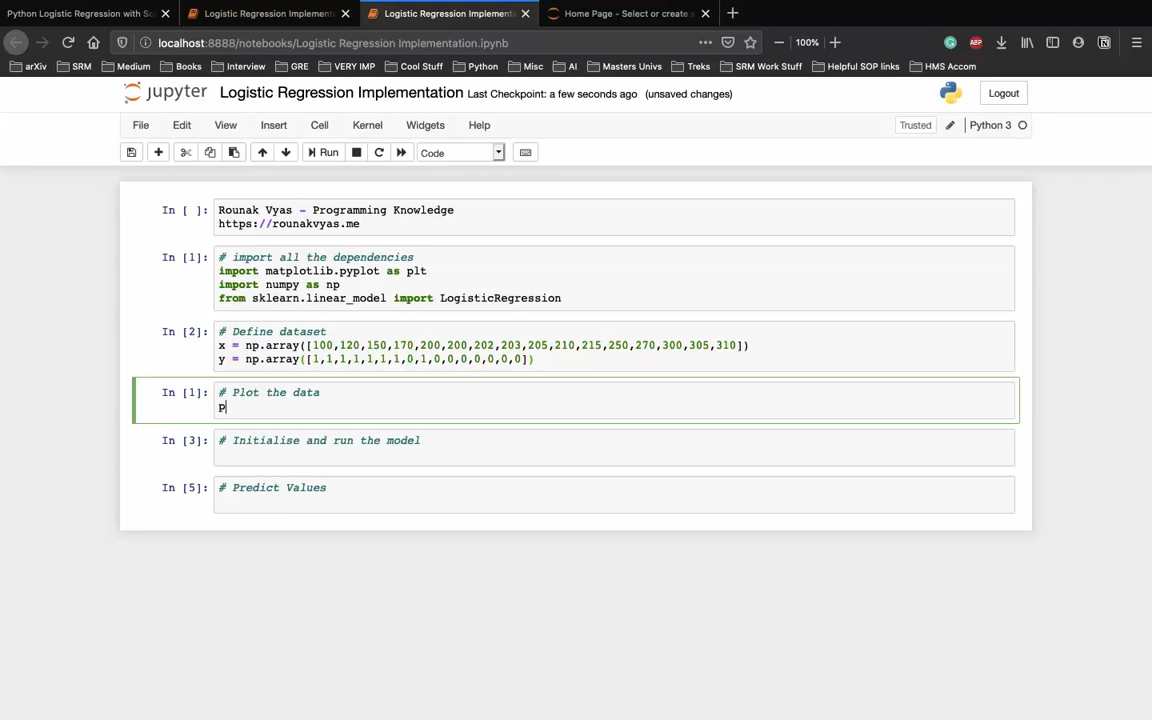 Python Logistic Regression with Sc
Logistic Regression Implementa
Logistic Regression Implementa
Home Page - Select or create
localhost:8888/notebooks/Logistic Regression Implementation.ipynb
100%
ABP
arXiv SRM Medium Books Interview GRE VERY IMP Cool Stuff Python Misc AI Masters Univs Treks SRM Work Stuff Helpful SOP links HMS Accom
jupyter Logistic Regression Implementation Last Checkpoint: a few seconds ago (unsaved changes)
Logout
File Edit View Insert Cell Kernel Widgets Help
Trusted Python 3
Run Code
In [ ]: Rounak Vyas - Programming Knowledge
https://rounakvyas.me
In [1]: # import all the dependencies
import matplotlib.pyplot as plt
import numpy as np
from sklearn.linear_model import LogisticRegression
In [2]: # Define dataset
x = np.array([100,120,150,170,200,200,202,203,205,210,215,250,270,300,305,310])
y = np.array([1,1,1,1,1,1,1,0,1,0,0,0,0,0,0,0])
In [1]: # Plot the data
p
In [3]: # Initialise and run the model
In [5]: # Predict Values